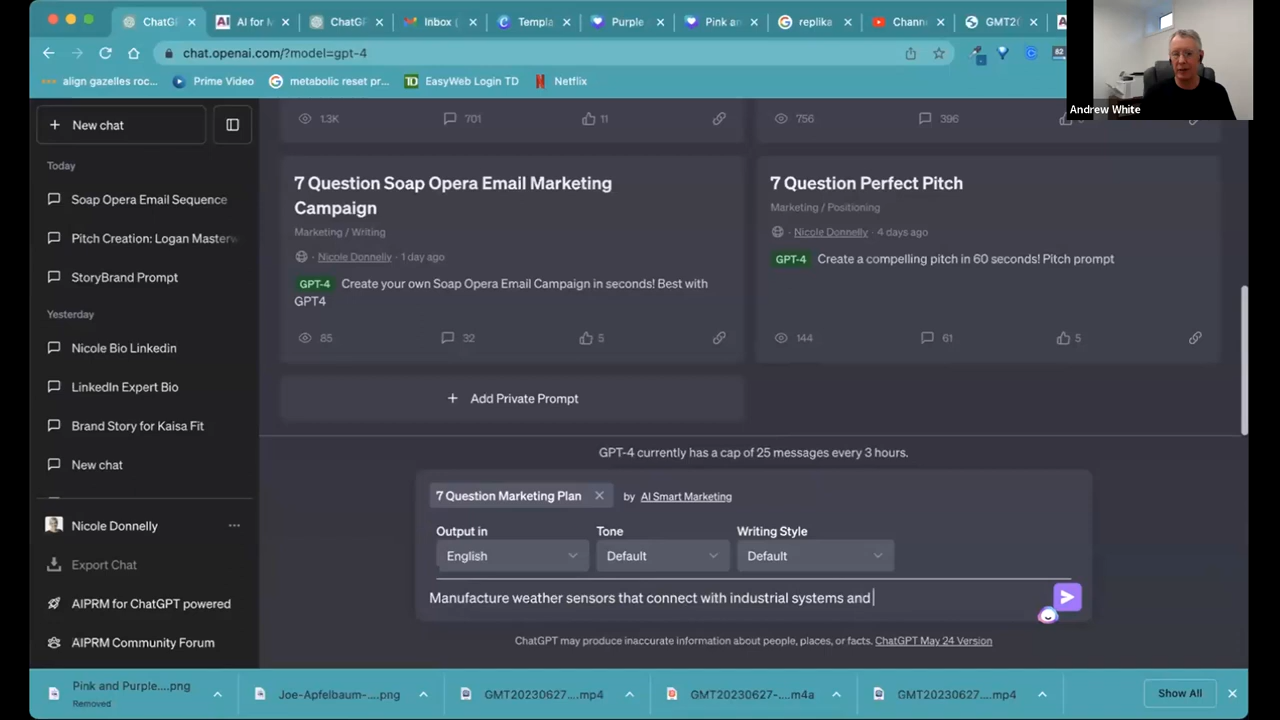 ChatGP
AI for M
ChatGP
Inbox (
Templa
Purple
Pink an
replika
Chann
GMT20
chat.openai.com/?model=gpt-4
align gazelles roc...
Prime Video
metabolic reset pr...
EasyWeb Login TD
Netflix
Andrew White
New chat
Today
Soap Opera Email Sequence
Pitch Creation: Logan Masterw
StoryBrand Prompt
Yesterday
Nicole Bio Linkedin
LinkedIn Expert Bio
Brand Story for Kaisa Fit
New chat
Nicole Donnelly
Export Chat
AIPRM for ChatGPT powered
AIPRM Community Forum
1.3K 701 11
756 396
7 Question Soap Opera Email Marketing
Campaign
Marketing / Writing
Nicole Donnelly · 1 day ago
GPT-4 Create your own Soap Opera Email Campaign in seconds! Best with
GPT4
85 32 5
7 Question Perfect Pitch
Marketing / Positioning
Nicole Donnelly · 4 days ago
GPT-4 Create a compelling pitch in 60 seconds! Pitch prompt
144 61 5
+ Add Private Prompt
GPT-4 currently has a cap of 25 messages every 3 hours.
7 Question Marketing Plan by AI Smart Marketing
Output in Tone Writing Style
English Default Default
Manufacture weather sensors that connect with industrial systems and
ChatGPT may produce inaccurate information about people, places, or facts. ChatGPT May 24 Version
Pink and Purple....png
Removed
Joe-Apfelbaum-....png
GMT20230627....mp4
GMT20230627-....m4a
GMT20230627....mp4
Show All